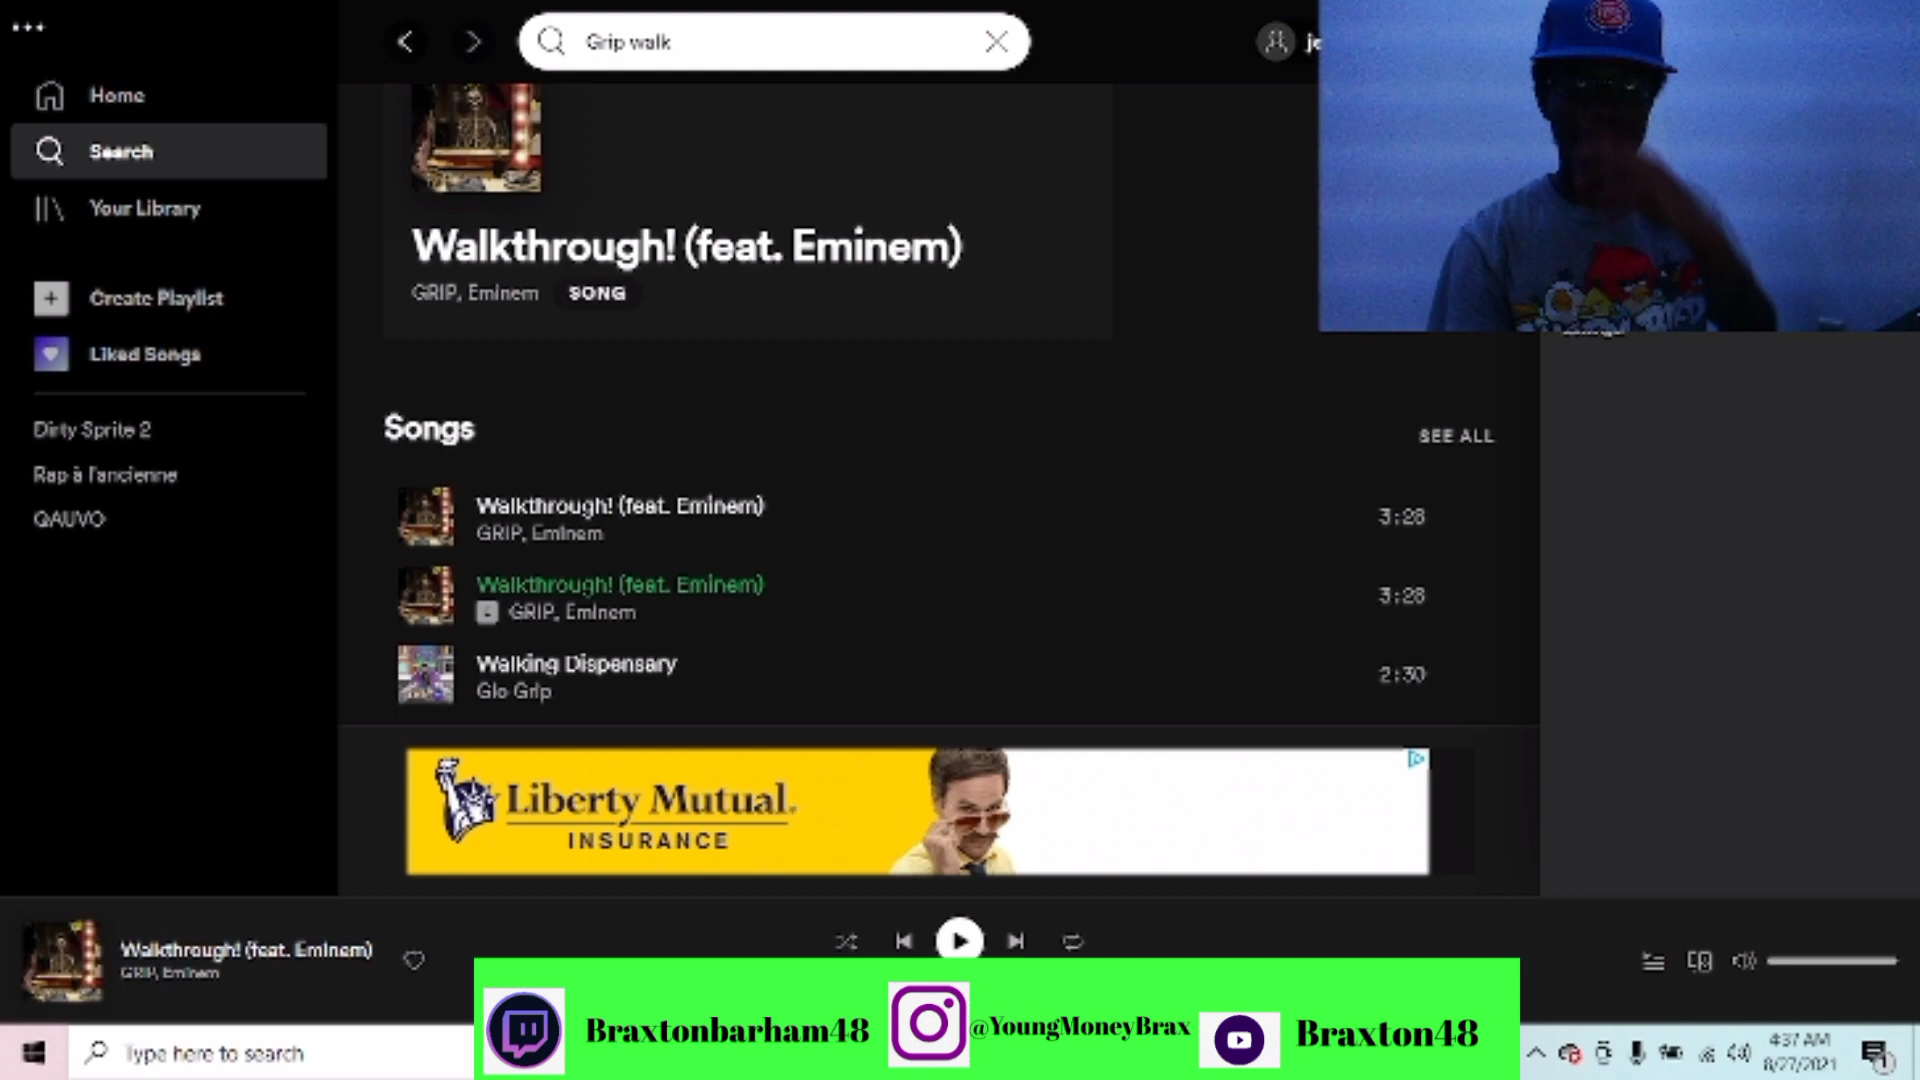 Grip walk
je
Home
Search
Your Library
Create Playlist
Liked Songs
Dirty Sprite 2
Rap à l'ancienne
QAUVO
Walkthrough! (feat. Eminem)
GRIP, Eminem SONG
Songs
SEE ALL
Walkthrough! (feat. Eminem)
GRIP, Eminem
3:28
Walkthrough! (feat. Eminem)
GRIP, Eminem
3:28
Walking Dispensary
Glo Grip
2:30
Liberty Mutual.
INSURANCE
Walkthrough! (feat. Eminem)
GRIP, Eminem
Braxtonbarham48
@YoungMoneyBrax
Braxton48
Type here to search
4:37 AM
8/27/2021
1